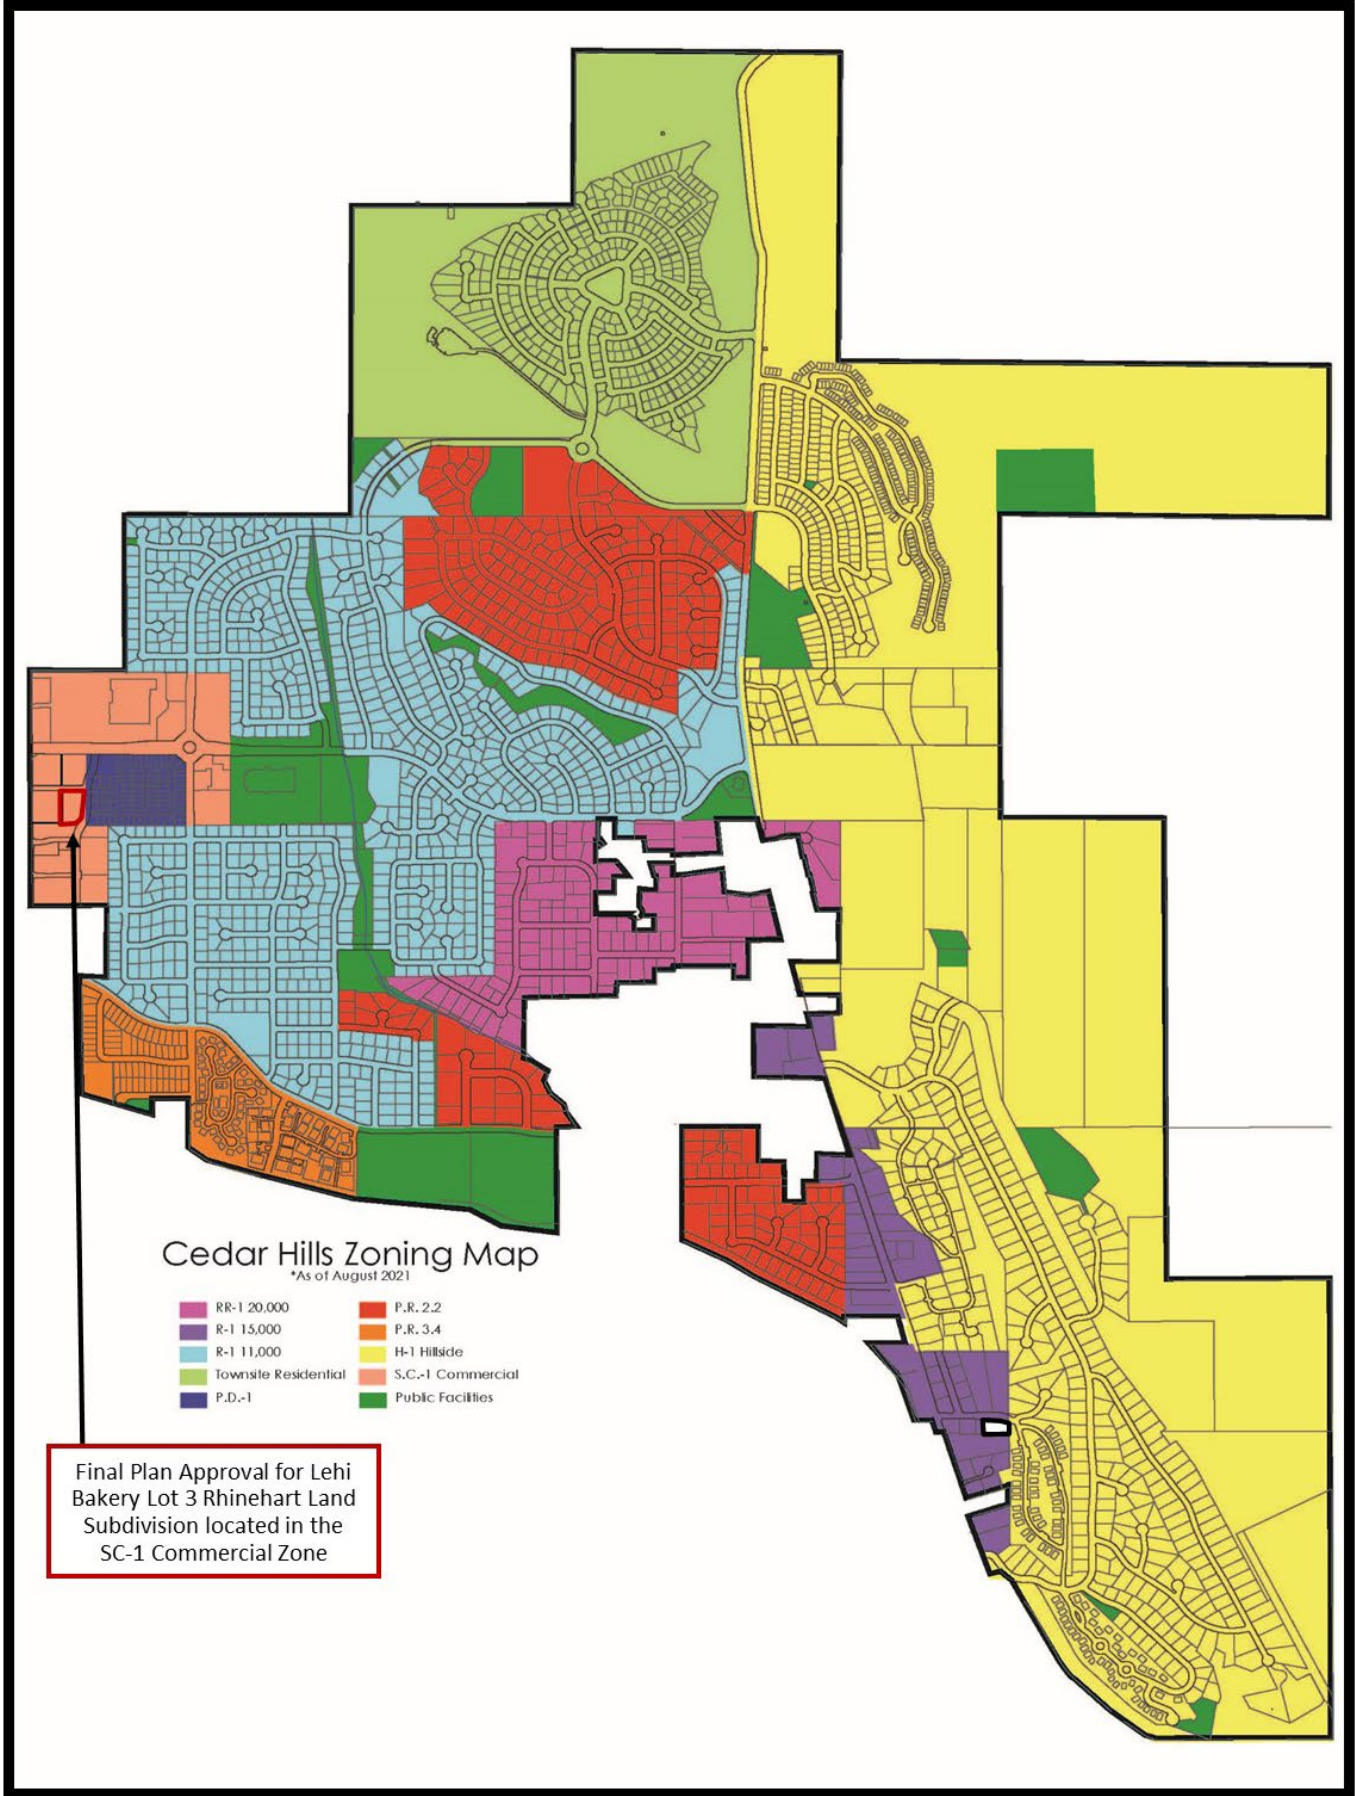 Cedar Hills Zoning Map
*As of August 2021
RR-1 20,000
R-1 15,000
R-1 11,000
Townsite Residential
P.D.-1
P.R. 2.2
P.R. 3.4
H-1 Hillside
S.C.-1 Commercial
Public Facilities
Final Plan Approval for Lehi
Bakery Lot 3 Rhinehart Land
Subdivision located in the
SC-1 Commercial Zone